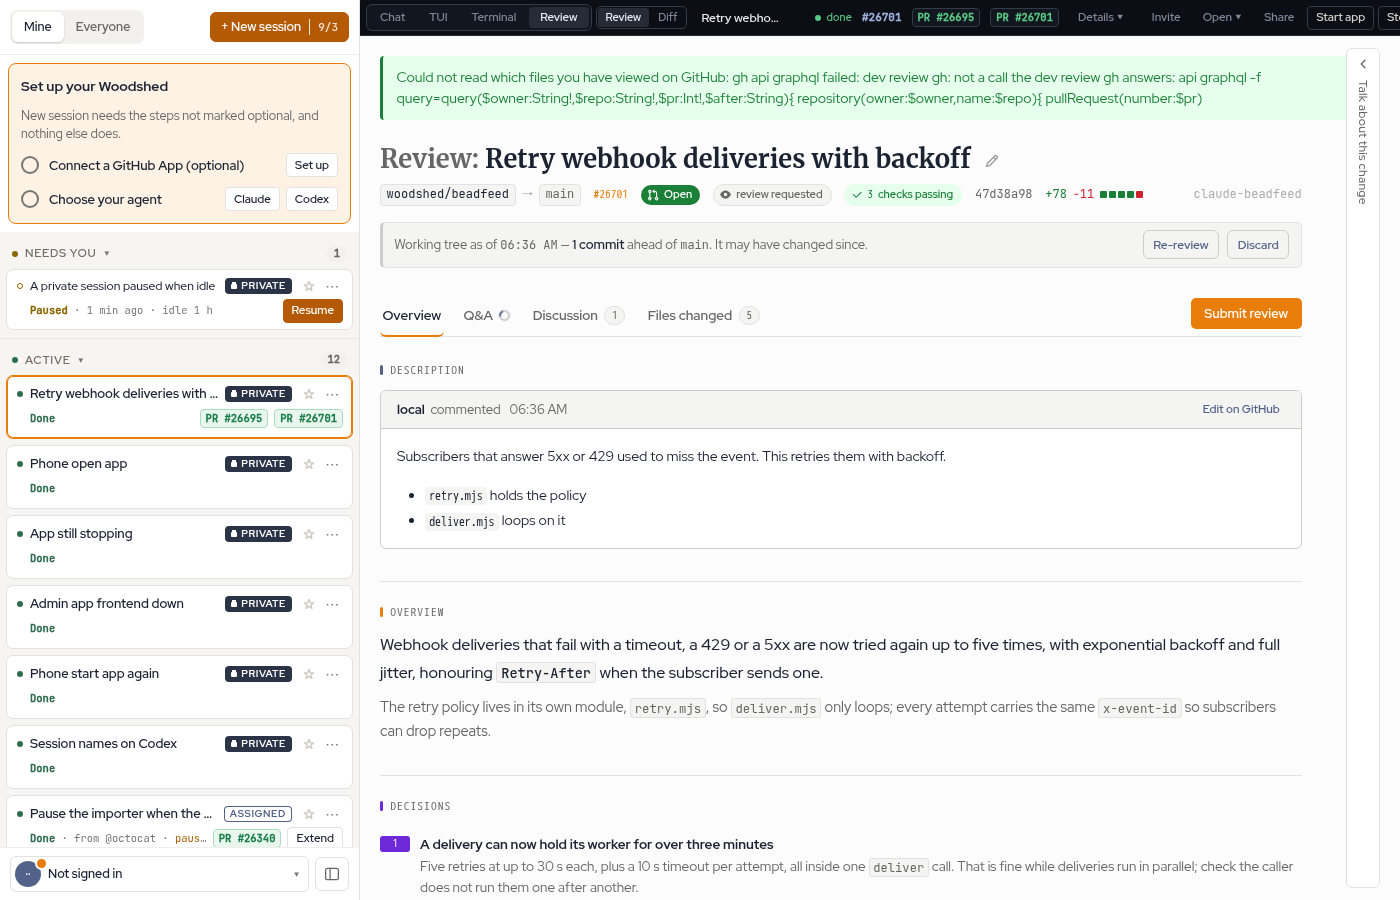 Mine Everyone + New session 9/3
Set up your Woodshed
New session needs the steps not marked optional, and
nothing else does.
Connect a GitHub App (optional) Set up
Choose your agent Claude Codex
NEEDS YOU 1
A private session paused when idle PRIVATE
Paused · 1 min ago · idle 1 h Resume
ACTIVE 12
Retry webhook deliveries with ... PRIVATE
Done PR #26695 PR #26701
Phone open app PRIVATE
Done
App still stopping PRIVATE
Done
Admin app frontend down PRIVATE
Done
Phone start app again PRIVATE
Done
Session names on Codex PRIVATE
Done
Pause the importer when the ... ASSIGNED
Done · from @octocat · paus… PR #26340 Extend
Not signed in
Chat TUI Terminal Review Review Diff Retry webho... done #26701 PR #26695 PR #26701 Details Invite Open Share Start app
Could not read which files you have viewed on GitHub: gh api graphql failed: dev review gh: not a call the dev review gh answers: api graphql -f
query=query($owner:String!,$repo:String!,$pr:Int!,$after:String){ repository(owner:$owner,name:$repo){ pullRequest(number:$pr)
Review: Retry webhook deliveries with backoff
woodshed/beadfeed → main #26701 Open review requested 3 checks passing 47d38a98 +78 -11 claude-beadfeed
Working tree as of 06:36 AM — 1 commit ahead of main. It may have changed since. Re-review Discard
Overview Q&A Discussion 1 Files changed 5 Submit review
DESCRIPTION
local commented 06:36 AM Edit on GitHub
Subscribers that answer 5xx or 429 used to miss the event. This retries them with backoff.
retry.mjs holds the policy
deliver.mjs loops on it
OVERVIEW
Webhook deliveries that fail with a timeout, a 429 or a 5xx are now tried again up to five times, with exponential backoff and full
jitter, honouring Retry-After when the subscriber sends one.
The retry policy lives in its own module, retry.mjs, so deliver.mjs only loops; every attempt carries the same x-event-id so subscribers
can drop repeats.
DECISIONS
1 A delivery can now hold its worker for over three minutes
Five retries at up to 30 s each, plus a 10 s timeout per attempt, all inside one deliver call. That is fine while deliveries run in parallel; check the caller
does not run them one after another.
Talk about this change